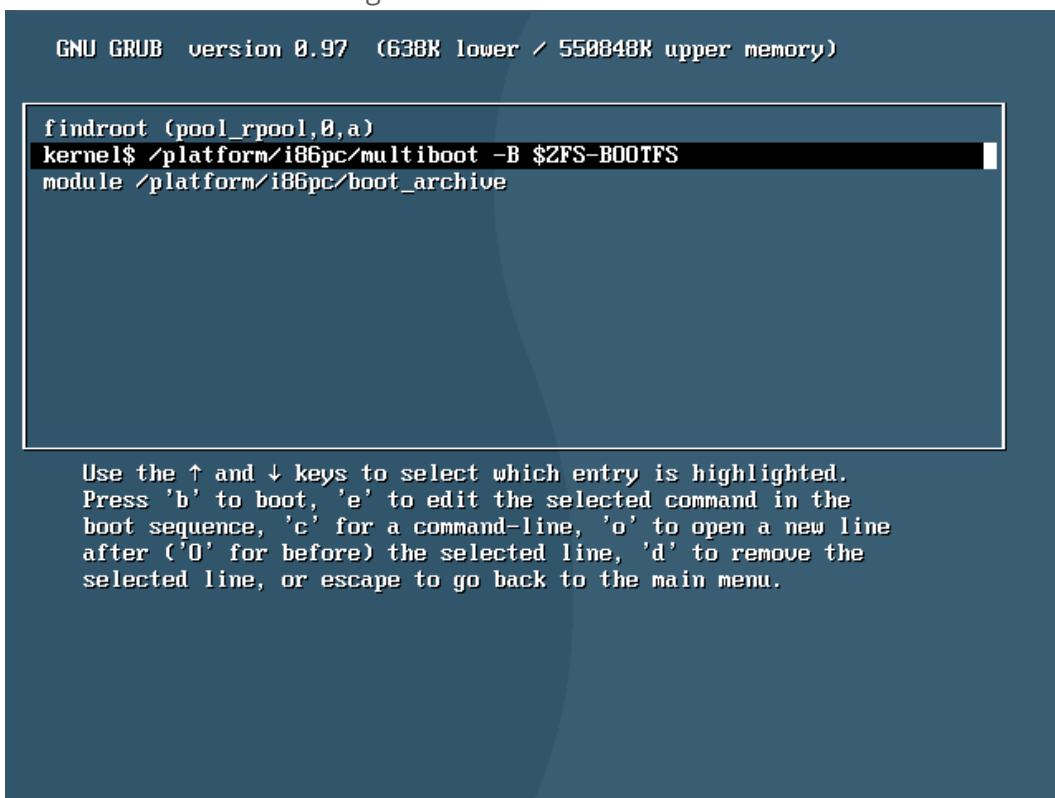 GNU GRUB version 0.97 (638K lower / 550848K upper memory)
findroot (pool_rpool,0,a)
kernel$ /platform/i86pc/multiboot -B $ZFS-BOOTFS
module /platform/i86pc/boot_archive
Use the ↑ and ↓ keys to select which entry is highlighted.
Press 'b' to boot, 'e' to edit the selected command in the
boot sequence, 'c' for a command-line, 'o' to open a new line
after ('O' for before) the selected line, 'd' to remove the
selected line, or escape to go back to the main menu.